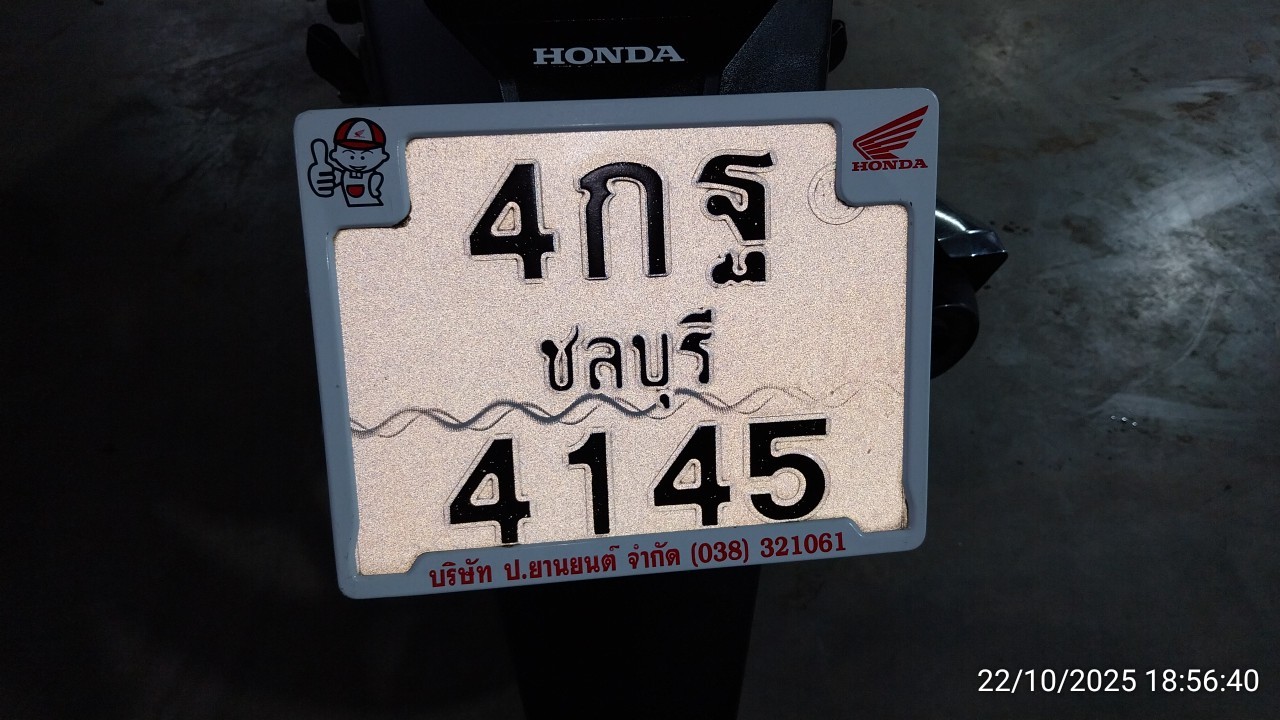 HONDA
HONDA
4กฐ
ชลบุรี
4145
บริษัท ป.ยานยนต์ จำกัด (038) 321061
22/10/2025 18:56:40